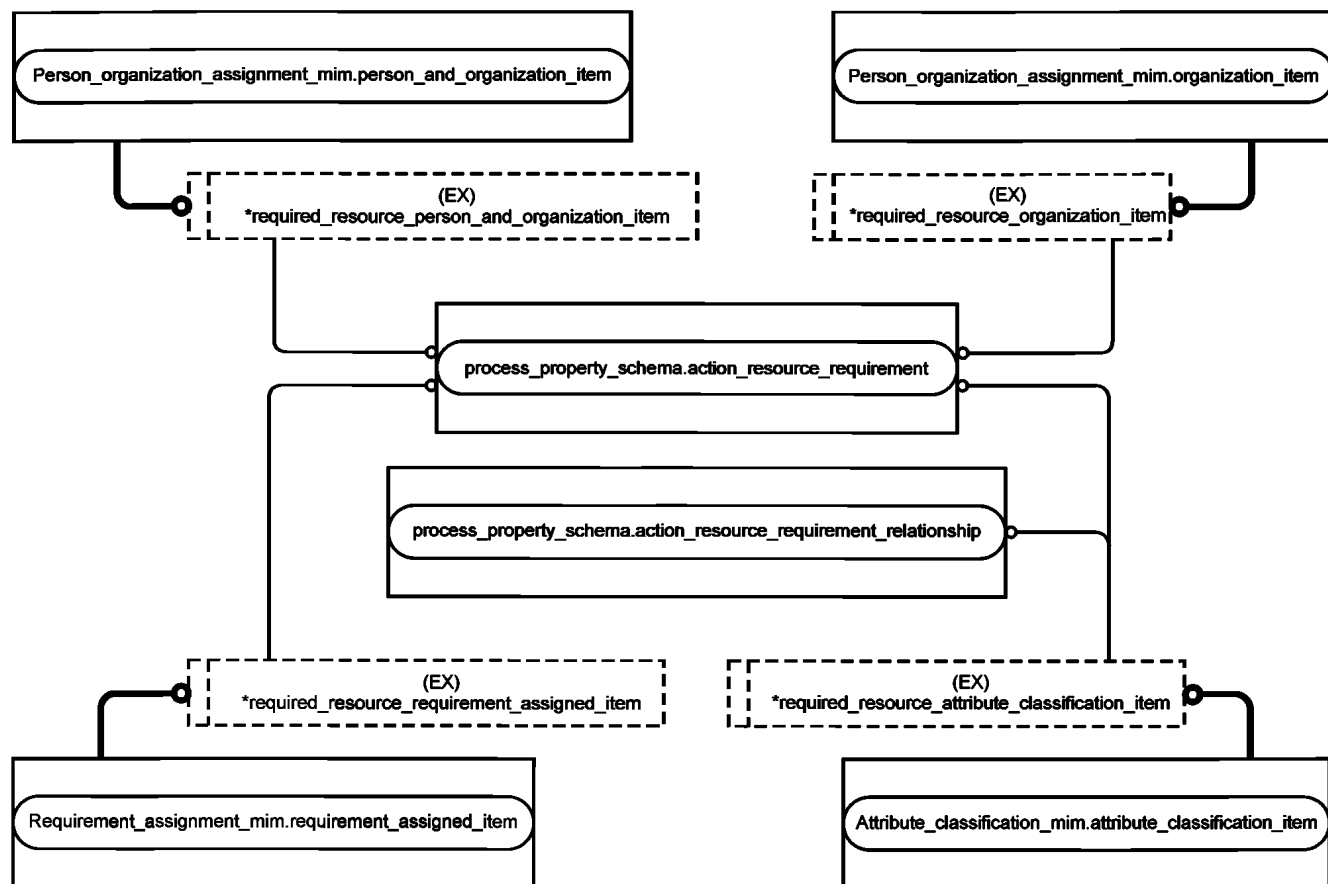 Person_organization_assignment_mim.person_and_organization_item
Person_organization_assignment_mim.organization_item
(EX)
*required_resource_person_and_organization_item
(EX)
*required_resource_organization_item
process_property_schema.action_resource_requirement
process_property_schema.action_resource_requirement_relationship
(EX)
*required_resource_requirement_assigned_item
(EX)
*required_resource_attribute_classification_item
Requirement_assignment_mim.requirement_assigned_item
Attribute_classification_mim.attribute_classification_item